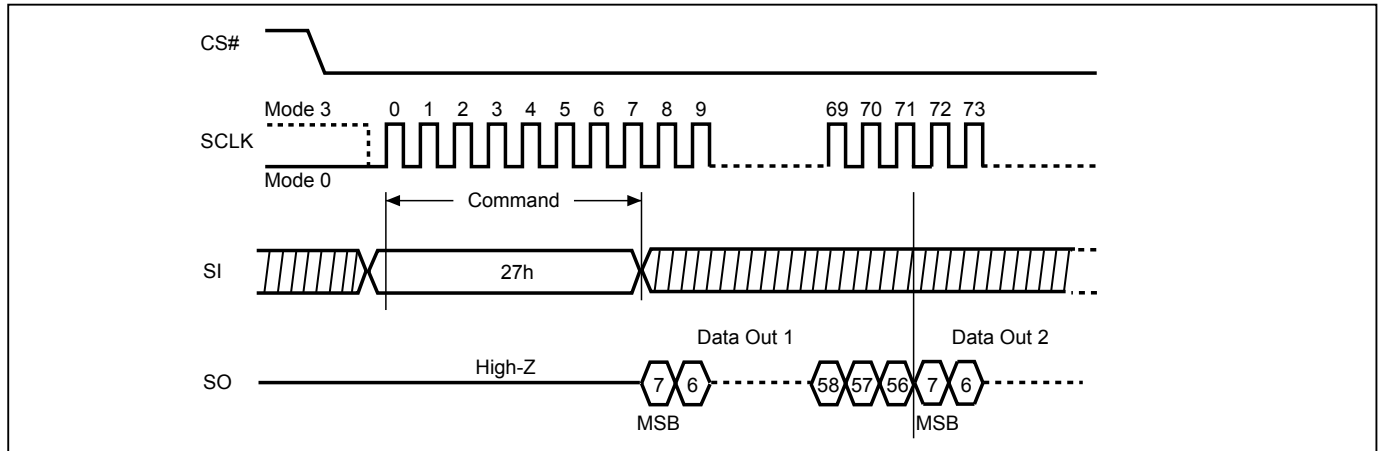 CS#
Mode 3
0 1 2 3 4 5 6 7 8 9 69 70 71 72 73
SCLK
Mode 0
Command
SI
27h
Data Out 1 Data Out 2
High-Z
SO
7 6 58 57 56 7 6
MSB MSB